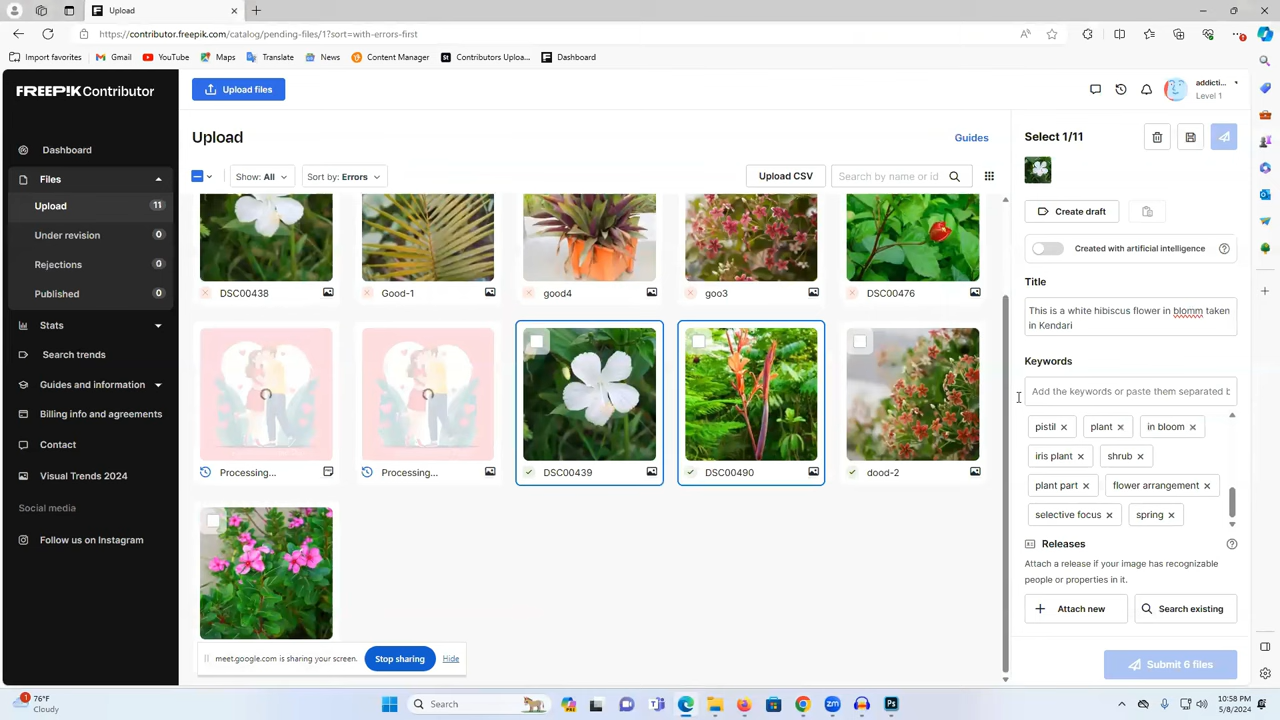 Upload
https://contributor.freepik.com/catalog/pending-files/1?sort=with-errors-first
Import favorites
Gmail
YouTube
Maps
Translate
News
Content Manager
Contributors Uploa...
Dashboard
FREEPIK Contributor
Upload files
addicti...
Level 1
Dashboard
Files
Upload 11
Under revision 0
Rejections 0
Published 0
Stats
Search trends
Guides and information
Billing info and agreements
Contact
Visual Trends 2024
Social media
Follow us on Instagram
Upload
Guides
Show: All
Sort by: Errors
Upload CSV
Search by name or id
DSC00438
Good-1
good4
goo3
DSC00476
Processing...
Processing...
DSC00439
DSC00490
dood-2
meet.google.com is sharing your screen.
Stop sharing
Hide
Select 1/11
Create draft
Created with artificial intelligence
Title
This is a white hibiscus flower in blomm taken
in Kendari
Keywords
Add the keywords or paste them separated b
pistil
plant
in bloom
iris plant
shrub
plant part
flower arrangement
selective focus
spring
Releases
Attach a release if your image has recognizable
people or properties in it.
Attach new
Search existing
Submit 6 files
1
76°F
Cloudy
Search
10:58 PM
5/8/2024